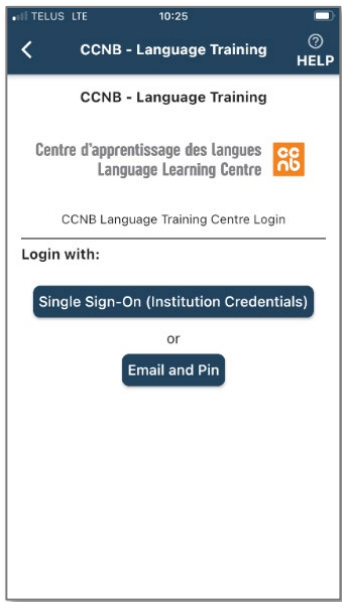 TELUS LTE 10:25
CCNB - Language Training
HELP
CCNB - Language Training
Centre d'apprentissage des langues
Language Learning Centre
cc
nb
CCNB Language Training Centre Login
Login with:
Single Sign-On (Institution Credentials)
or
Email and Pin